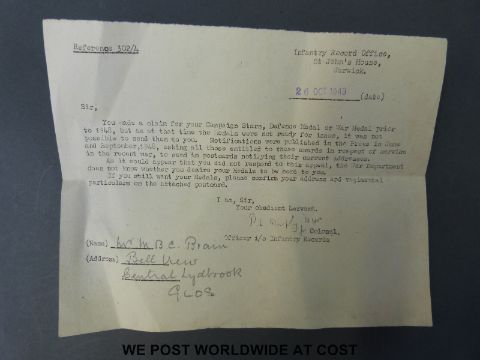 Reference 302/4
Infantry Record Office,
St John's House,
Warwick.
26 OCT 1949 (date)
Sir,
You made a claim for your Campaign Stars, Defence Medal or War Medal prior
to 1948, but as at that time the Medals were not ready for issue, it was not
possible to send them to you. Notifications were published in the Press in June
and September, 1948, asking all those entitled to these awards in respect of service
in the recent war, to send in postcards notifying their current addresses.
As it would appear that you did not respond to this appeal, the War Department
does not know whether you desire your Medals to be sent to you.
If you still want your Medals, please confirm your address and regimental
particulars on the attached postcard.
I am, Sir,
Your obedient Servant,
Colonel,
Officer i/c Infantry Records
(Name) Mr M B C. Brain
(Address) Bell View
Central Lydbrook
GLOS
WE POST WORLDWIDE AT COST